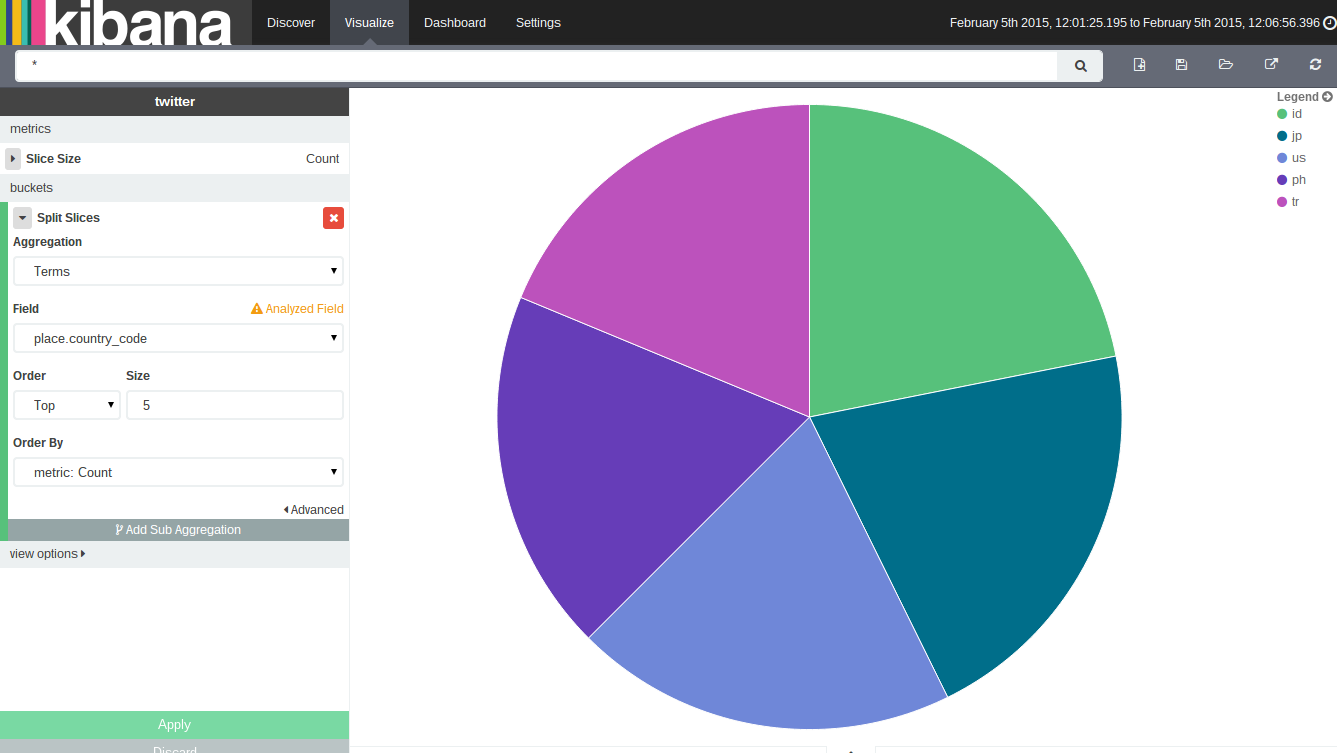 kibana
Discover Visualize Dashboard Settings February 5th 2015, 12:01:25.195 to February 5th 2015, 12:06:56.396
*
twitter
metrics
Slice Size Count
buckets
Split Slices
Aggregation
Terms
Field Analyzed Field
place.country_code
Order Size
Top 5
Order By
metric: Count
Advanced
Add Sub Aggregation
view options
Apply
Discard
Legend
id
jp
us
ph
tr